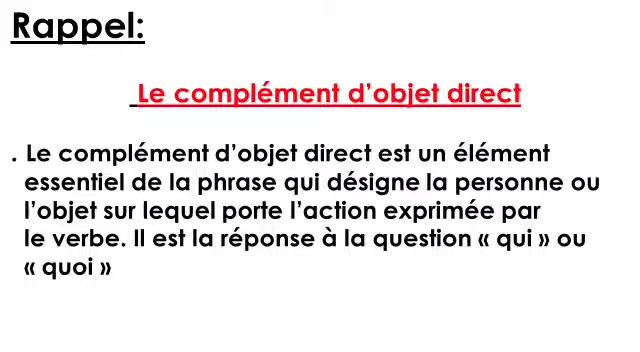 Rappel:
Le complément d’objet direct
. Le complément d’objet direct est un élément
essentiel de la phrase qui désigne la personne ou
l’objet sur lequel porte l’action exprimée par
le verbe. Il est la réponse à la question « qui » ou
« quoi »